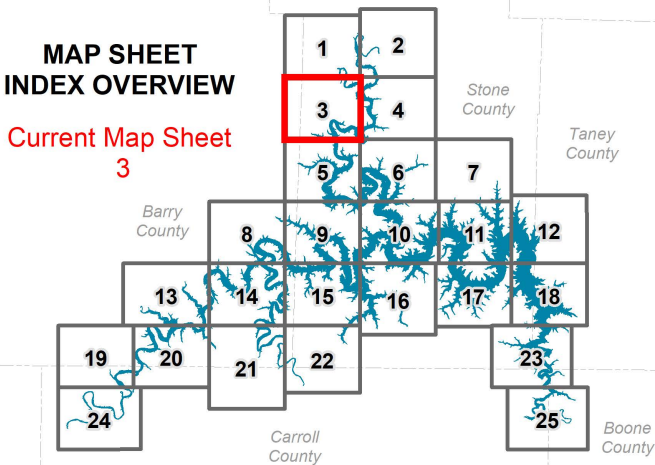 MAP SHEET
INDEX OVERVIEW
Current Map Sheet
3
1
2
3
4
Stone
County
Taney
County
5
6
7
Barry
County
8
9
10
11
12
13
14
15
16
17
18
19
20
21
22
23
24
25
Carroll
County
Boone
County